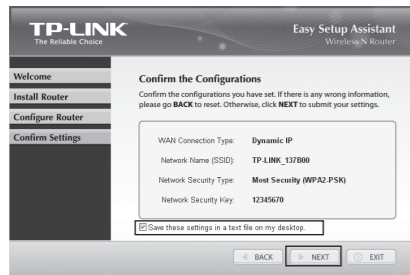 TP-LINK
The Reliable Choice
Easy Setup Assistant
Wireless N Router
Welcome
Install Router
Configure Router
Confirm Settings
Confirm the Configurations
Confirm the configurations you have set. If there is any wrong information,
please go BACK to reset. Otherwise, click NEXT to submit your settings.
WAN Connection Type: Dynamic IP
Network Name (SSID): TP-LINK_137B00
Network Security Type: Most Security (WPA2-PSK)
Network Security Key: 12345670
Save these settings in a text file on my desktop.
BACK NEXT EXIT